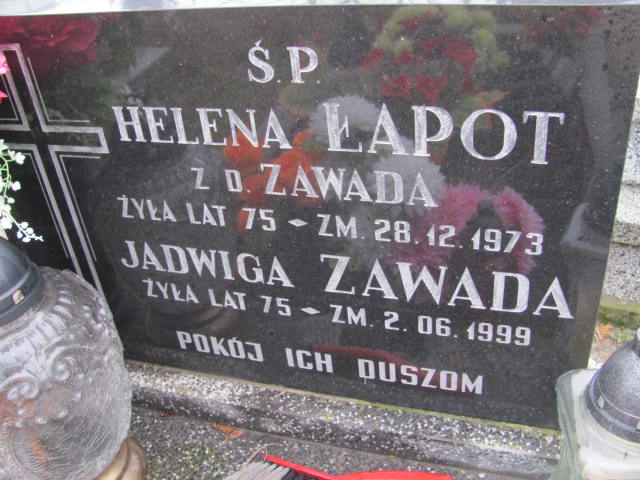 Ś.P.
HELENA ŁAPOT
Z D. ZAWADA
ŻYŁA LAT 75 - ZM. 28.12.1973
JADWIGA ZAWADA
ŻYŁA LAT 75 - ZM. 2.06.1999
POKÓJ ICH DUSZOM